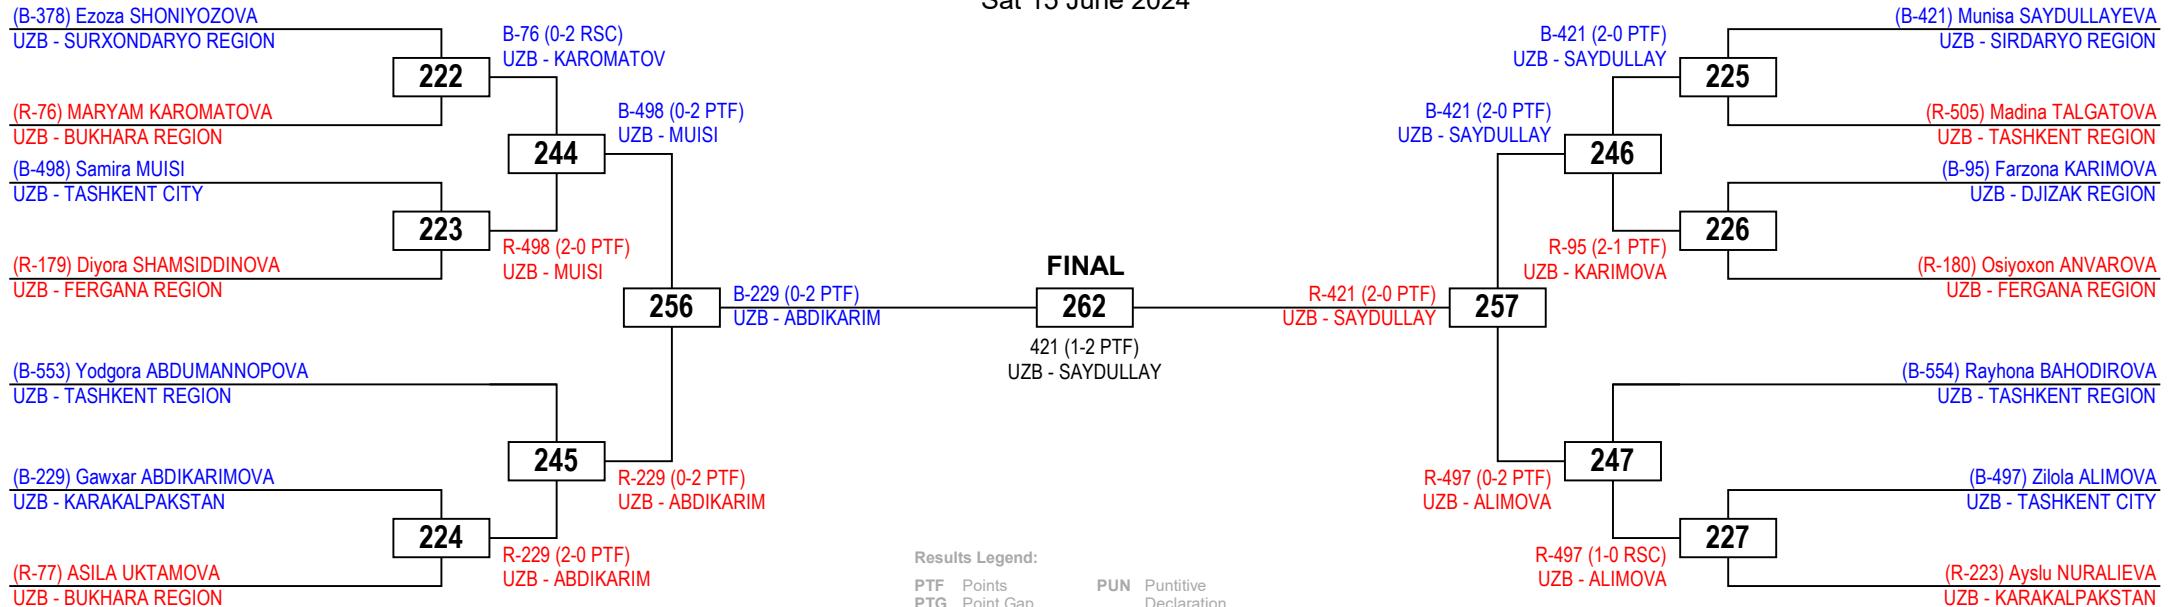 Sat 15 June 2024
(B-378) Ezoza SHONIYOZOVA
UZB - SURXONDARYO REGION
222
(R-76) MARYAM KAROMATOVA
UZB - BUKHARA REGION
(B-498) Samira MUISI
UZB - TASHKENT CITY
223
(R-179) Diyora SHAMSIDDINOVA
UZB - FERGANA REGION
(B-553) Yodgora ABDUMANNOPOVA
UZB - TASHKENT REGION
(B-229) Gawxar ABDIKARIMOVA
UZB - KARAKALPAKSTAN
224
(R-77) ASILA UKTAMOVA
UZB - BUKHARA REGION
B-76 (0-2 RSC)
UZB - KAROMATOV
244
R-498 (2-0 PTF)
UZB - MUISI
245
R-229 (2-0 PTF)
UZB - ABDIKARIM
B-498 (0-2 PTF)
UZB - MUISI
256
R-229 (0-2 PTF)
UZB - ABDIKARIM
B-229 (0-2 PTF)
UZB - ABDIKARIM
FINAL
262
421 (1-2 PTF)
UZB - SAYDULLAY
R-421 (2-0 PTF)
UZB - SAYDULLAY
257
B-421 (2-0 PTF)
UZB - SAYDULLAY
246
R-497 (0-2 PTF)
UZB - ALIMOVA
247
B-421 (2-0 PTF)
UZB - SAYDULLAY
225
R-95 (2-1 PTF)
UZB - KARIMOVA
226
R-497 (1-0 RSC)
UZB - ALIMOVA
227
(B-421) Munisa SAYDULLAYEVA
UZB - SIRDARYO REGION
(R-505) Madina TALGATOVA
UZB - TASHKENT REGION
(B-95) Farzona KARIMOVA
UZB - DJIZAK REGION
(R-180) Osiyoxon ANVAROVA
UZB - FERGANA REGION
(B-554) Rayhona BAHODIROVA
UZB - TASHKENT REGION
(B-497) Zilola ALIMOVA
UZB - TASHKENT CITY
(R-223) Ayslu NURALIEVA
UZB - KARAKALPAKSTAN
Results Legend:
PTF Points PUN Puntitive
PTG Point Gap Declaration